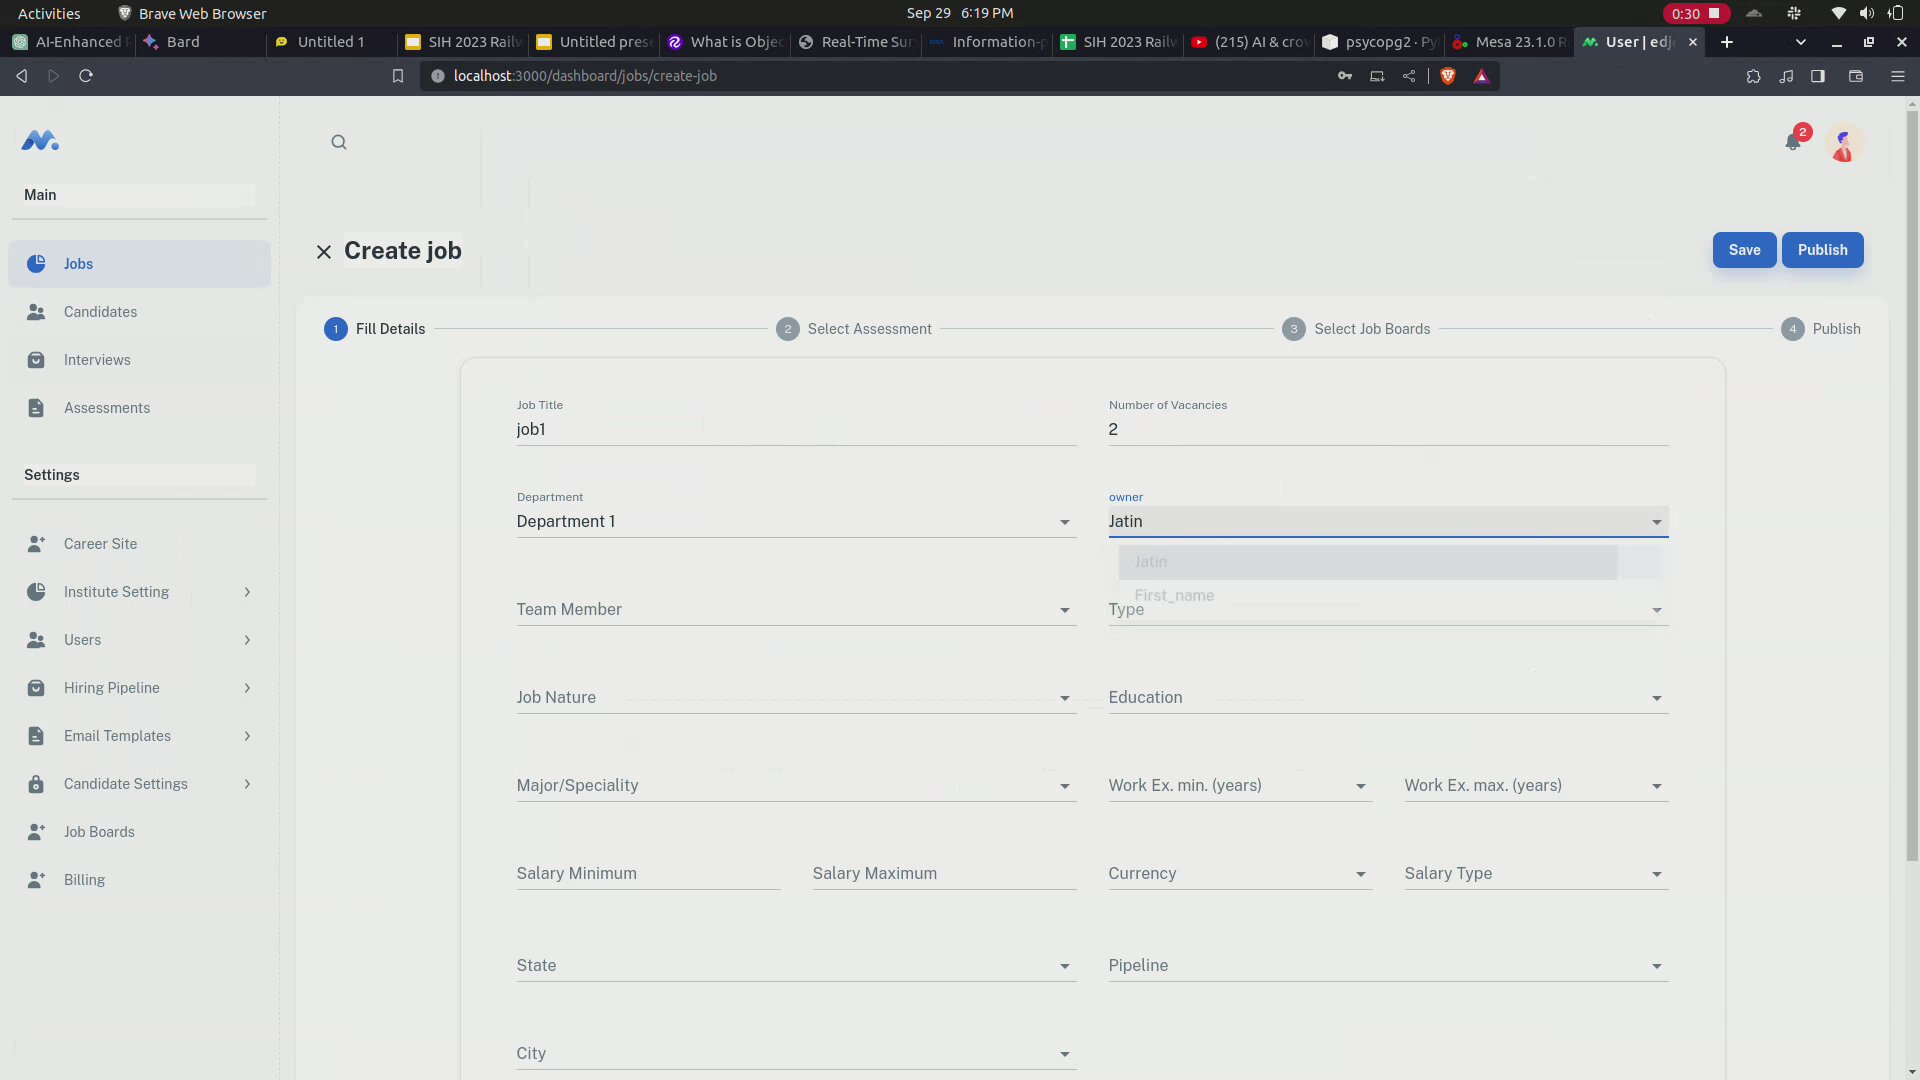 Activities Brave Web Browser Sep 29 6:19 PM 0:30
AI-Enhanced Bard Untitled 1 SIH 2023 Railw Untitled prese What is Objec Real-Time Sur Information-p SIH 2023 Railw (215) AI & crow psycopg2 · Py Mesa 23.1.0 R User | edj
localhost:3000/dashboard/jobs/create-job
2
Main
Create job
Save Publish
Jobs
Candidates
Interviews
Assessments
1 Fill Details 2 Select Assessment 3 Select Job Boards 4 Publish
Job Title Number of Vacancies
job1 2
Settings
Department owner
Department 1 Jatin
Career Site
Jatin
First_name
Institute Setting
Team Member Type
Users
Hiring Pipeline
Job Nature Education
Email Templates
Candidate Settings
Major/Speciality Work Ex. min. (years) Work Ex. max. (years)
Job Boards
Billing
Salary Minimum Salary Maximum Currency Salary Type
State Pipeline
City